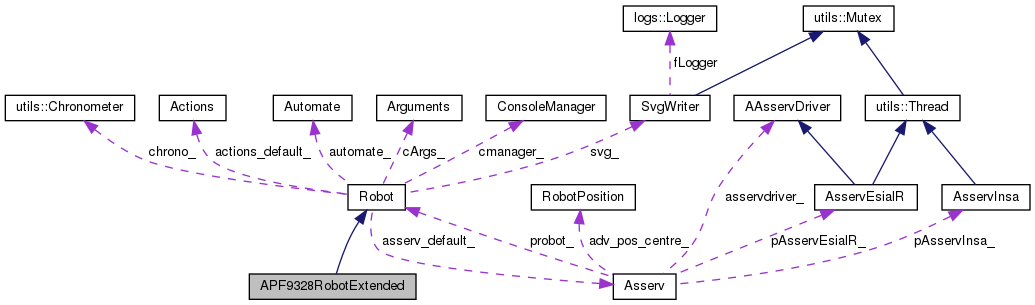 logs::Logger
utils::Mutex
fLogger
utils::Chronometer
Actions
Automate
Arguments
ConsoleManager
SvgWriter
AAsservDriver
utils::Thread
chrono_
actions_default_
automate_
cArgs_
cmanager_
svg_
asservdriver_
Robot
RobotPosition
AsservEsialR
AsservInsa
asserv_default_
probot_
adv_pos_centre_
pAsservEsialR_
pAsservInsa_
APF9328RobotExtended
Asserv